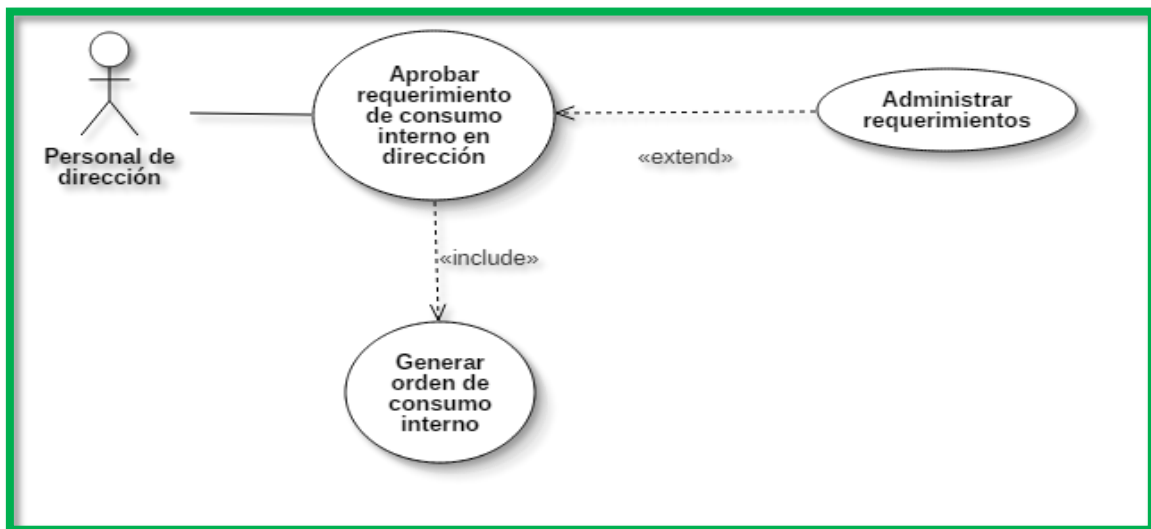 Personal de
dirección
Aprobar
requerimiento
de consumo
interno en
dirección
«extend»
Administrar
requerimientos
«include»
Generar
orden de
consumo
interno